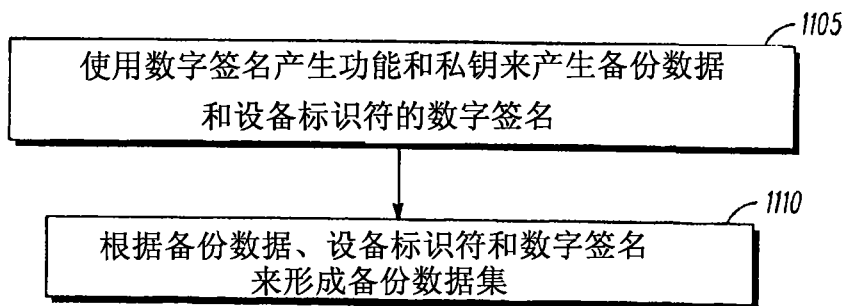 1105
使用数字签名产生功能和私钥来产生备份数据
和设备标识符的数字签名
1110
根据备份数据、设备标识符和数字签名
来形成备份数据集